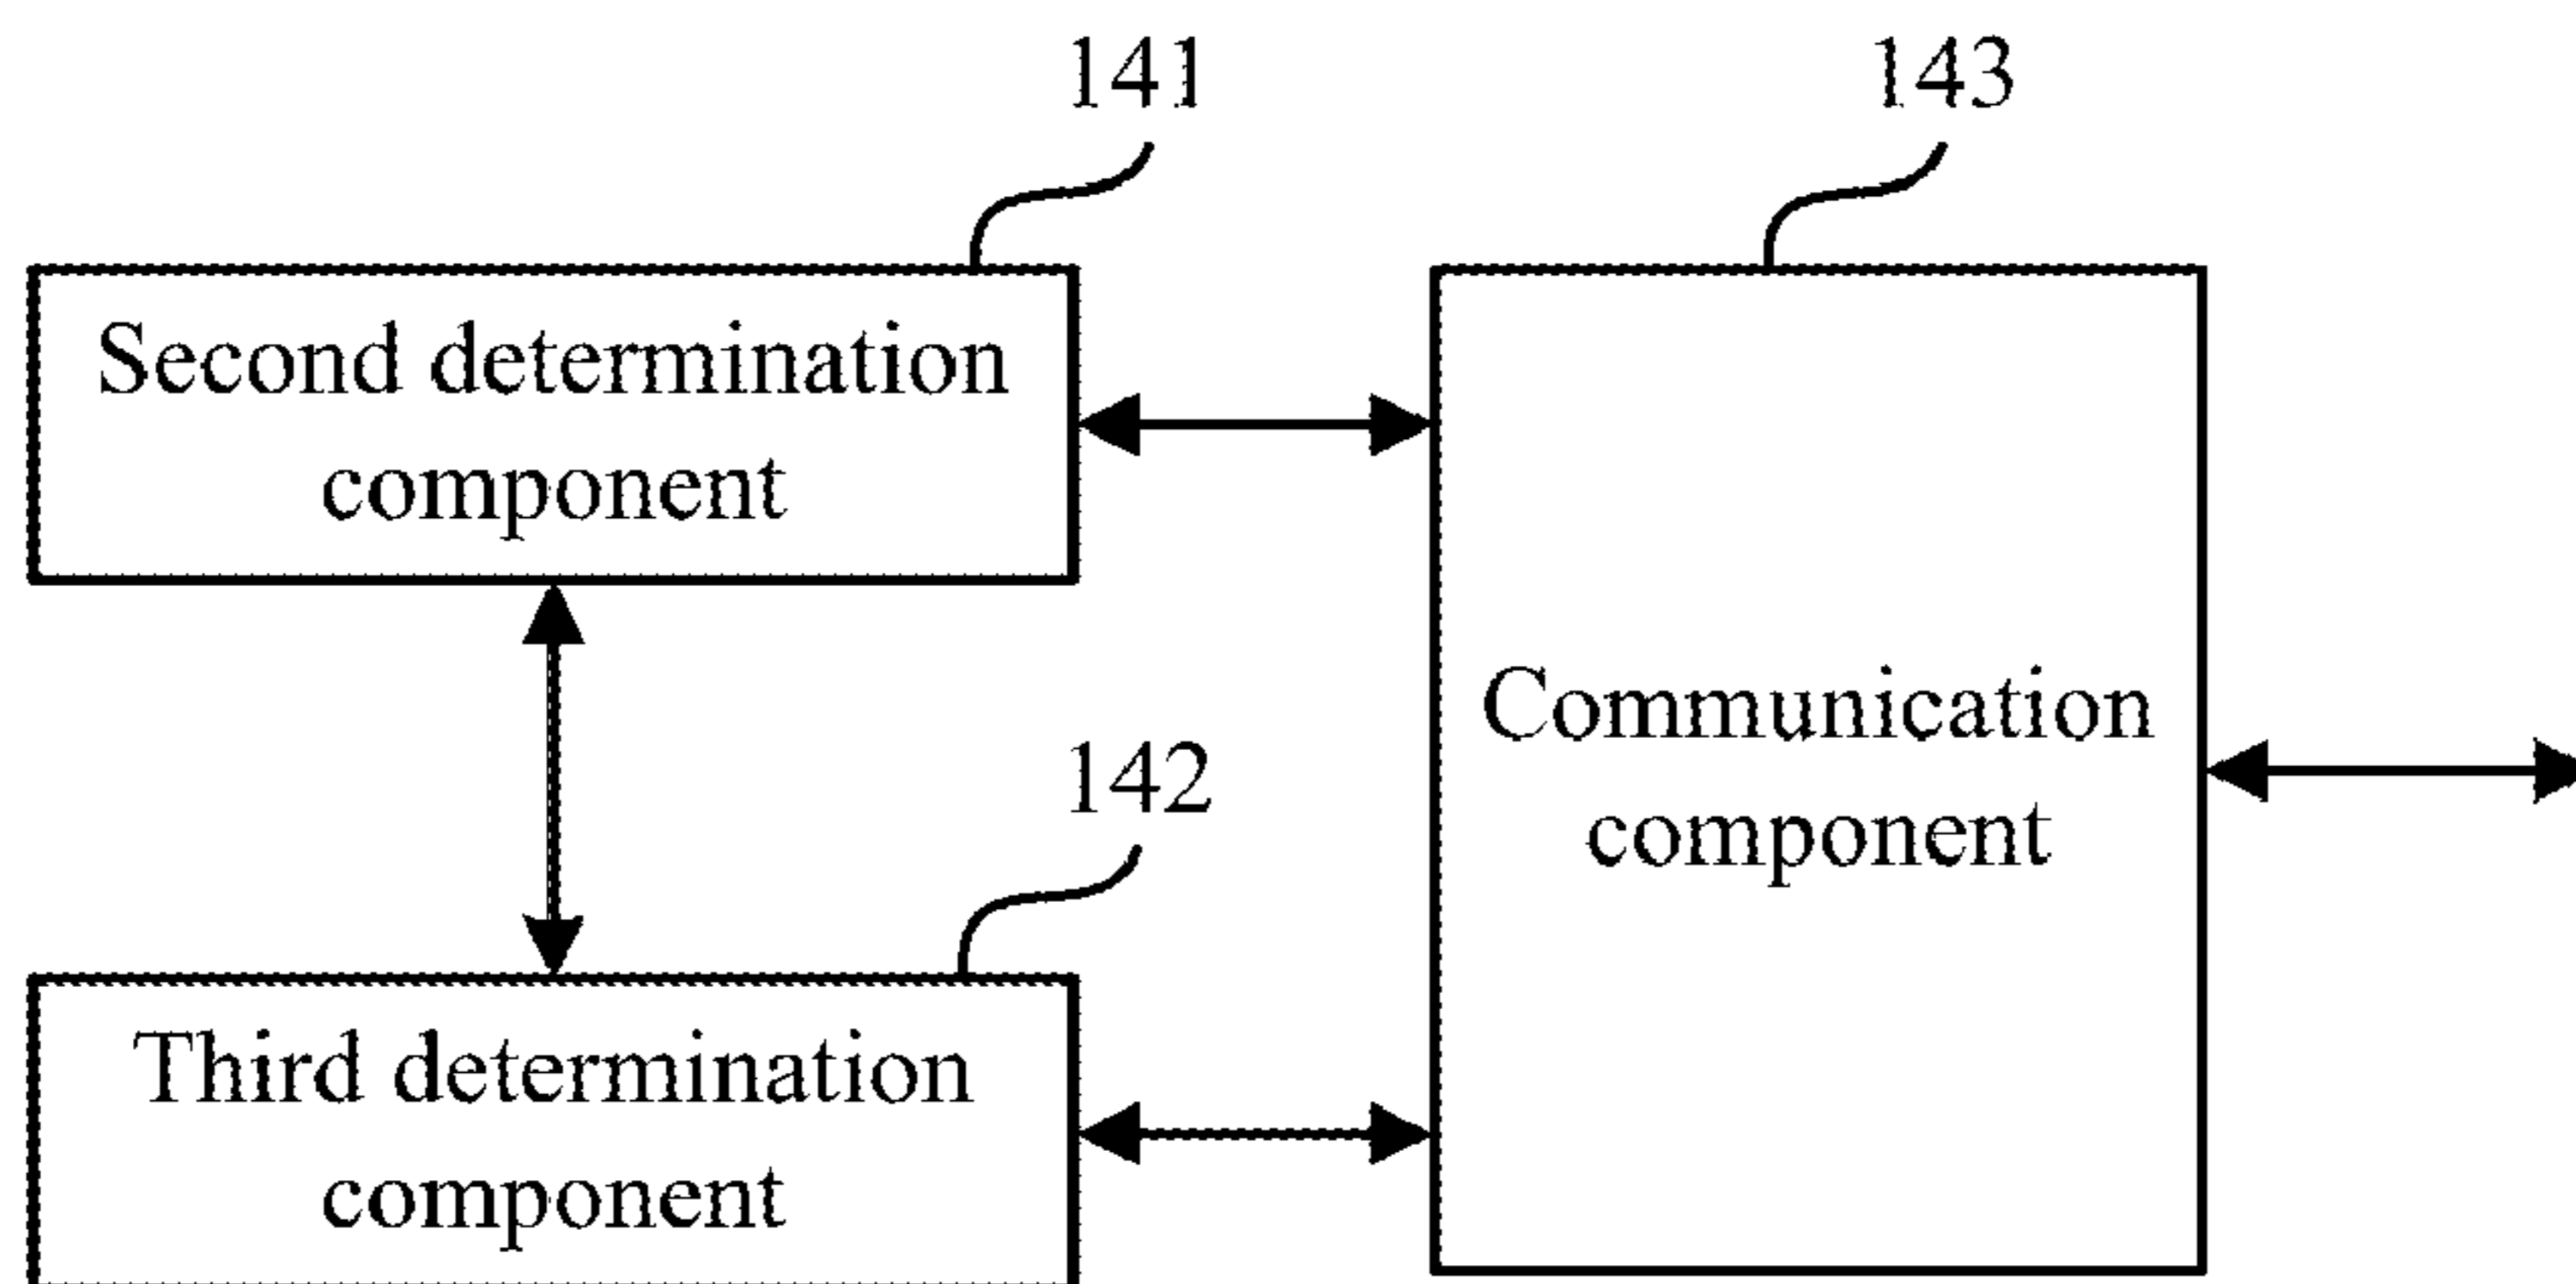 141
143
Second determination
component
Communication
component
142
Third determination
component